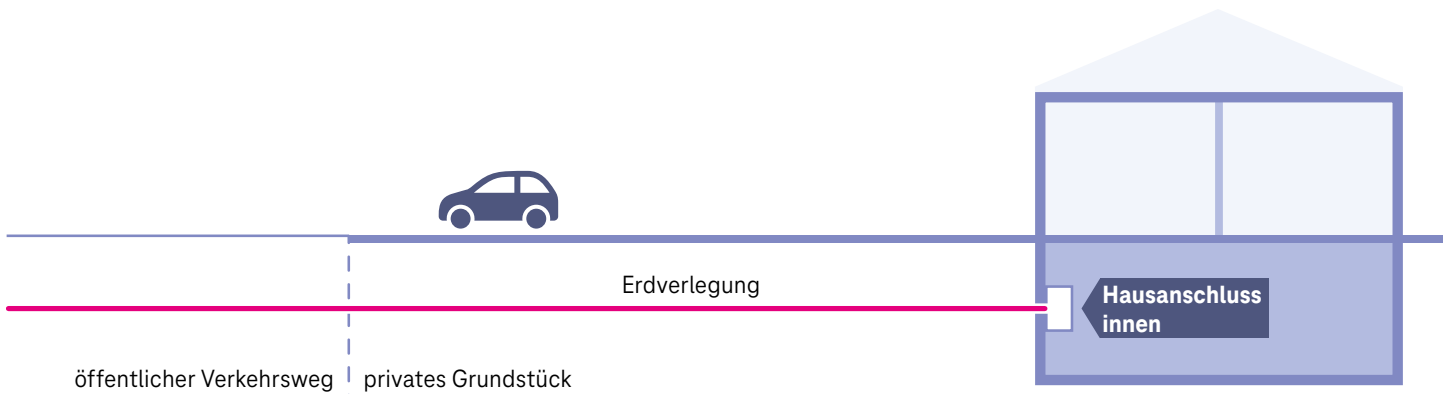 Erdverlegung
Hausanschluss
innen
öffentlicher Verkehrsweg
privates Grundstück